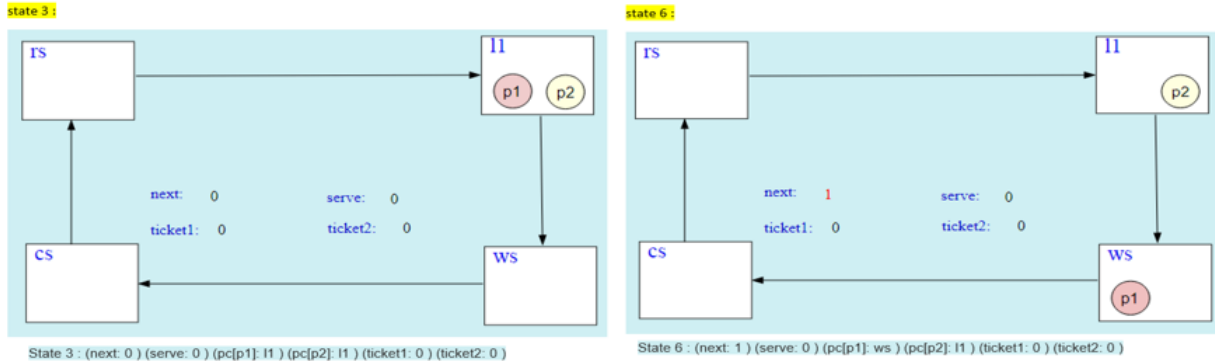 state 3 :
rs
l1
p1 p2
next: 0 serve: 0
ticket1: 0 ticket2: 0
cs
ws
State 3 : (next: 0 ) (serve: 0 ) (pc[p1]: l1 ) (pc[p2]: l1 ) (ticket1: 0 ) (ticket2: 0 )
state 6 :
rs
l1
p2
next: 1 serve: 0
ticket1: 0 ticket2: 0
cs
ws
p1
State 6 : (next: 1 ) (serve: 0 ) (pc[p1]: ws ) (pc[p2]: l1 ) (ticket1: 0 ) (ticket2: 0 )